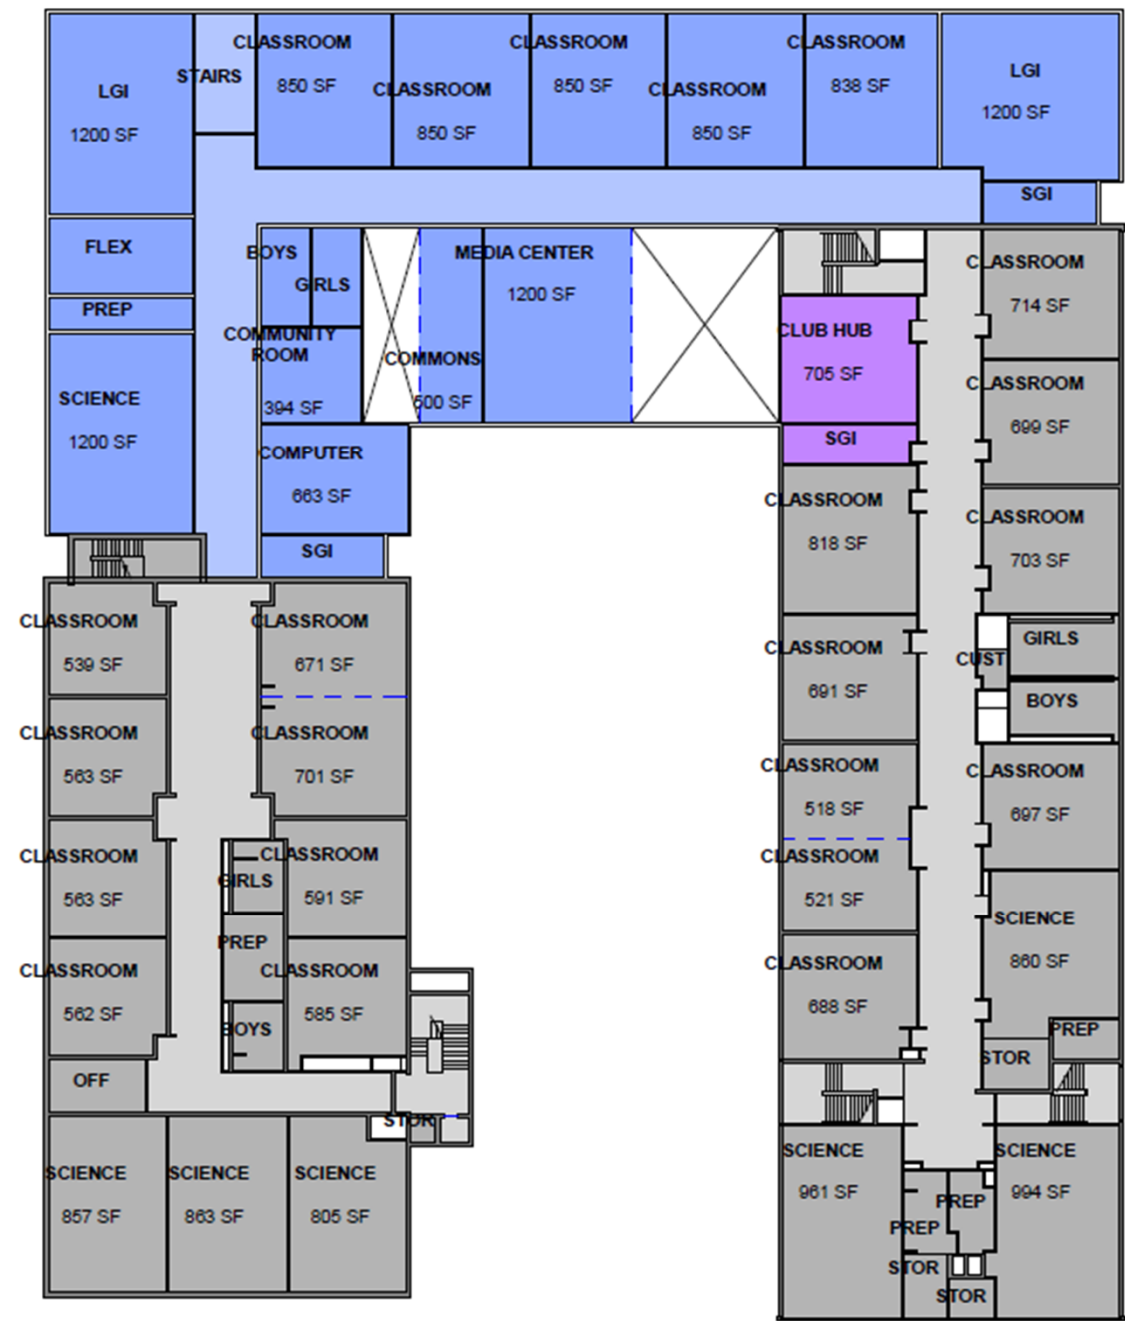 LGI
1200 SF
STAIRS
CLASSROOM
850 SF
CLASSROOM
850 SF
CLASSROOM
850 SF
CLASSROOM
850 SF
CLASSROOM
838 SF
LGI
1200 SF
SGI
FLEX
PREP
SCIENCE
1200 SF
BOYS
GIRLS
COMMUNITY
ROOM
394 SF
COMMONS
500 SF
MEDIA CENTER
1200 SF
COMPUTER
663 SF
SGI
CLUB HUB
705 SF
SGI
CLASSROOM
714 SF
CLASSROOM
699 SF
CLASSROOM
703 SF
CLASSROOM
818 SF
CLASSROOM
691 SF
GIRLS
CUST
BOYS
CLASSROOM
518 SF
CLASSROOM
521 SF
CLASSROOM
697 SF
SCIENCE
860 SF
CLASSROOM
688 SF
PREP
STOR
SCIENCE
961 SF
SCIENCE
994 SF
PREP
PREP
STOR
STOR
CLASSROOM
539 SF
CLASSROOM
671 SF
CLASSROOM
563 SF
CLASSROOM
701 SF
CLASSROOM
563 SF
GIRLS
CLASSROOM
591 SF
PREP
CLASSROOM
562 SF
CLASSROOM
585 SF
BOYS
OFF
STOR
SCIENCE
857 SF
SCIENCE
863 SF
SCIENCE
805 SF